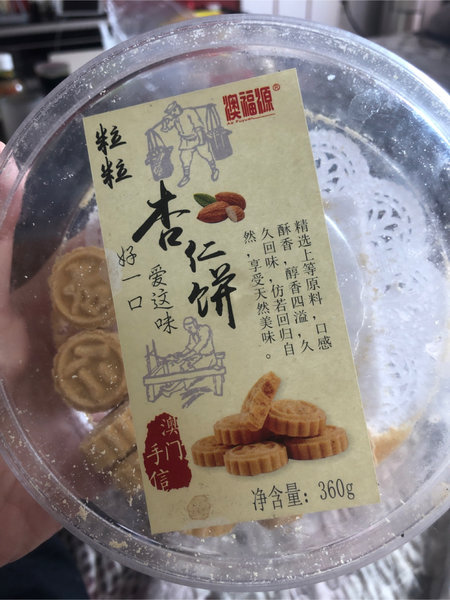 澳福源®
粒粒
杏仁饼
好一口
爱这味
精选上等原料，口感
酥香，醇香四溢，久
久回味，仿若回归自
然，享受天然美味。
澳门
手信
净含量：360g